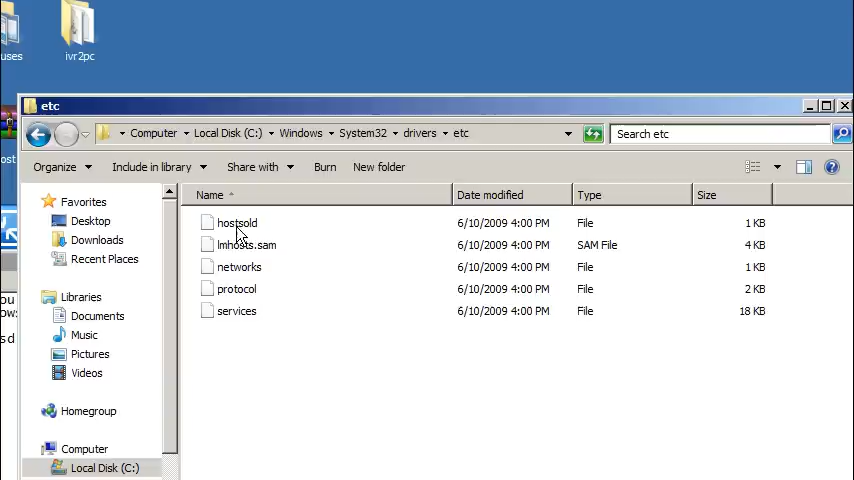 uses
ivr2pc
etc
ost
Computer Local Disk (C:) Windows System32 drivers etc
Search etc
Organize Include in library Share with Burn New folder
Name Date modified Type Size
Favorites
Desktop
Downloads
Recent Places
Libraries
Documents
Music
Pictures
Videos
Homegroup
Computer
Local Disk (C:)
hostsold 6/10/2009 4:00 PM File 1 KB
lmhosts.sam 6/10/2009 4:00 PM SAM File 4 KB
networks 6/10/2009 4:00 PM File 1 KB
protocol 6/10/2009 4:00 PM File 2 KB
services 6/10/2009 4:00 PM File 18 KB
you
ows
sd